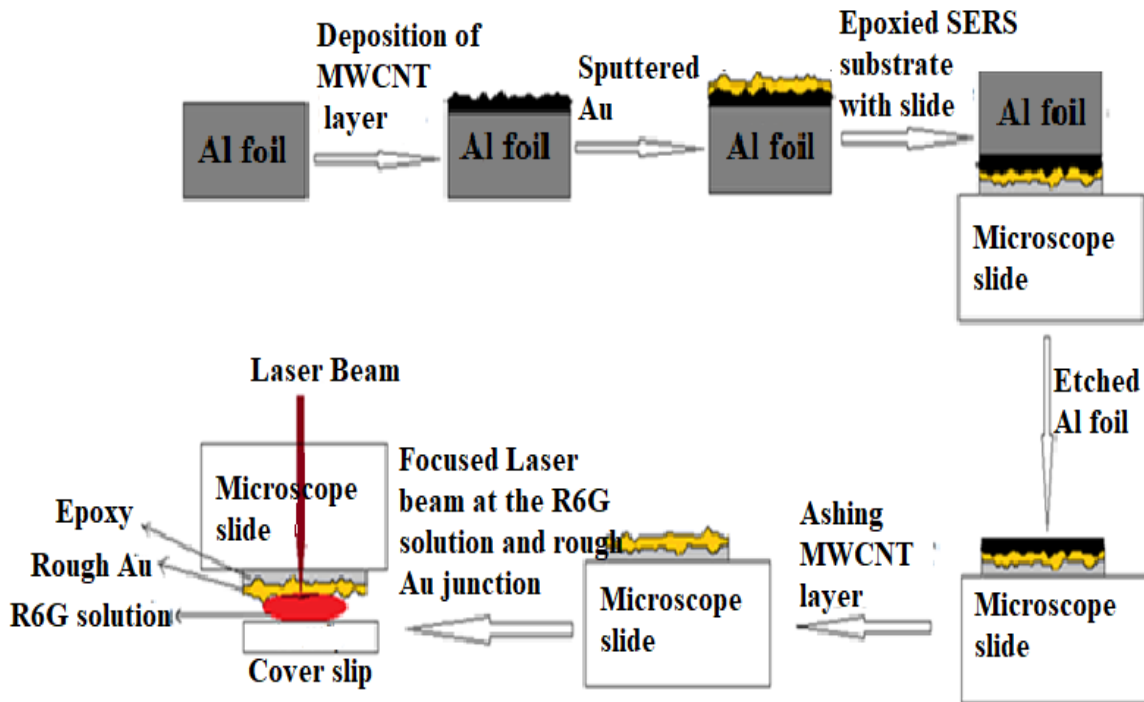 Deposition of
MWCNT
layer
Al foil
Al foil
Sputtered
Au
Al foil
Epoxied SERS
substrate
with slide
Al foil
Microscope
slide
Etched
Al foil
Microscope
slide
Ashing
MWCNT
layer
Microscope
slide
Focused Laser
beam at the R6G
solution and rough
Au junction
Laser Beam
Microscope
slide
Epoxy
Rough Au
R6G solution
Cover slip